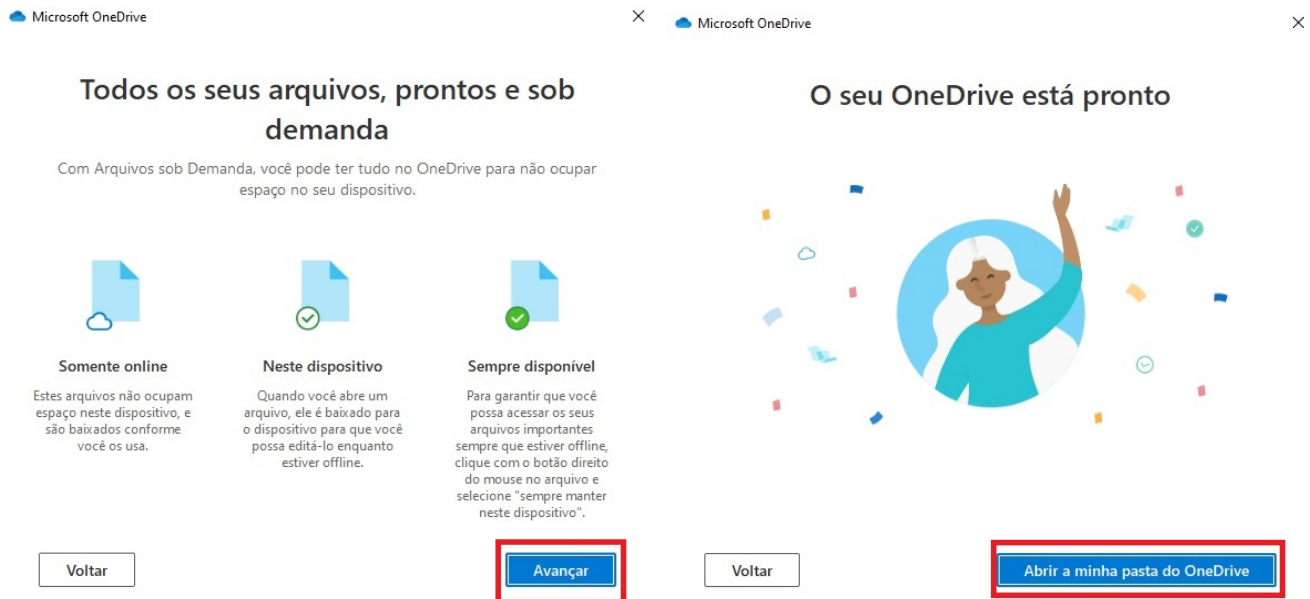 Microsoft OneDrive
Todos os seus arquivos, prontos e sob
demanda
Com Arquivos sob Demanda, você pode ter tudo no OneDrive para não ocupar
espaço no seu dispositivo.
Somente online
Estes arquivos não ocupam
espaço neste dispositivo, e
são baixados conforme
você os usa.
Neste dispositivo
Quando você abre um
arquivo, ele é baixado para
o dispositivo para que você
possa editá-lo enquanto
estiver offline.
Sempre disponível
Para garantir que você
possa acessar os seus
arquivos importantes
sempre que estiver offline,
clique com o botão direito
do mouse no arquivo e
selecione "sempre manter
neste dispositivo".
Voltar
Avançar
Microsoft OneDrive
O seu OneDrive está pronto
Voltar
Abrir a minha pasta do OneDrive